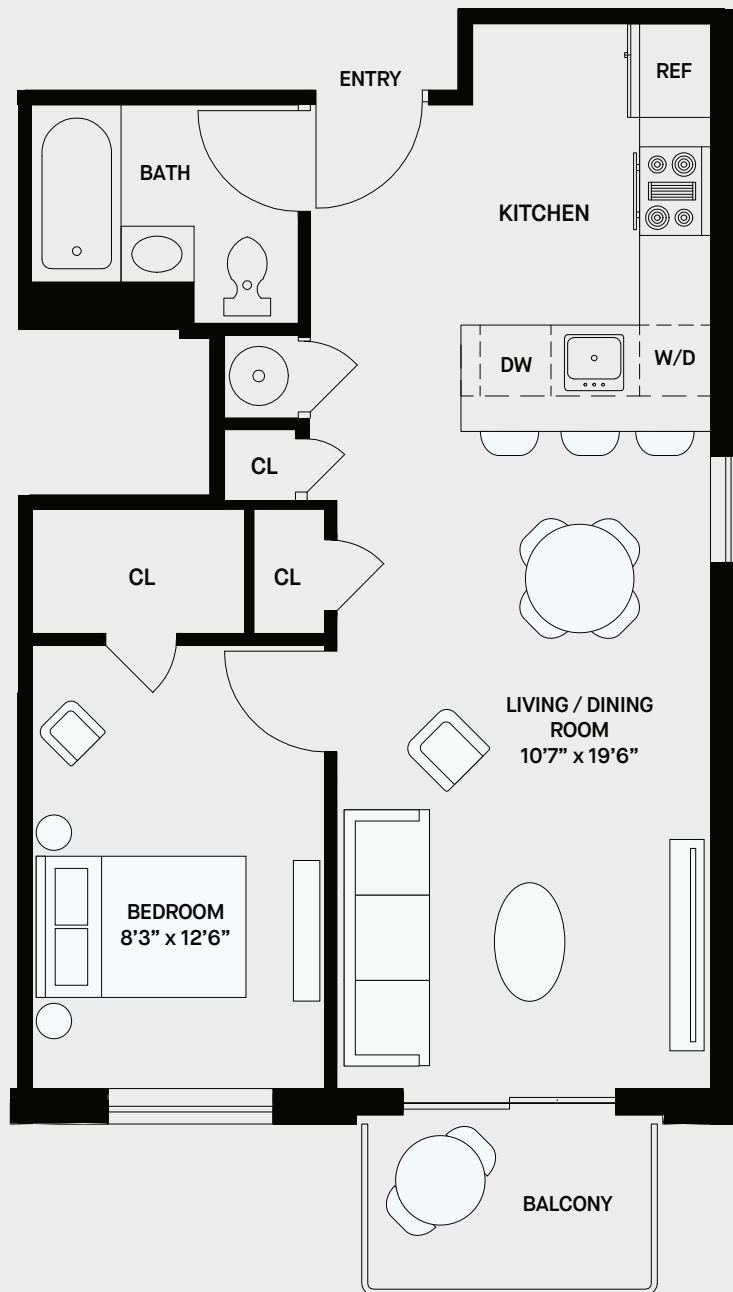 ENTRY
REF
BATH
KITCHEN
DW
W/D
CL
CL
CL
LIVING / DINING
ROOM
10’7” x 19’6”
BEDROOM
8’3” x 12’6”
BALCONY